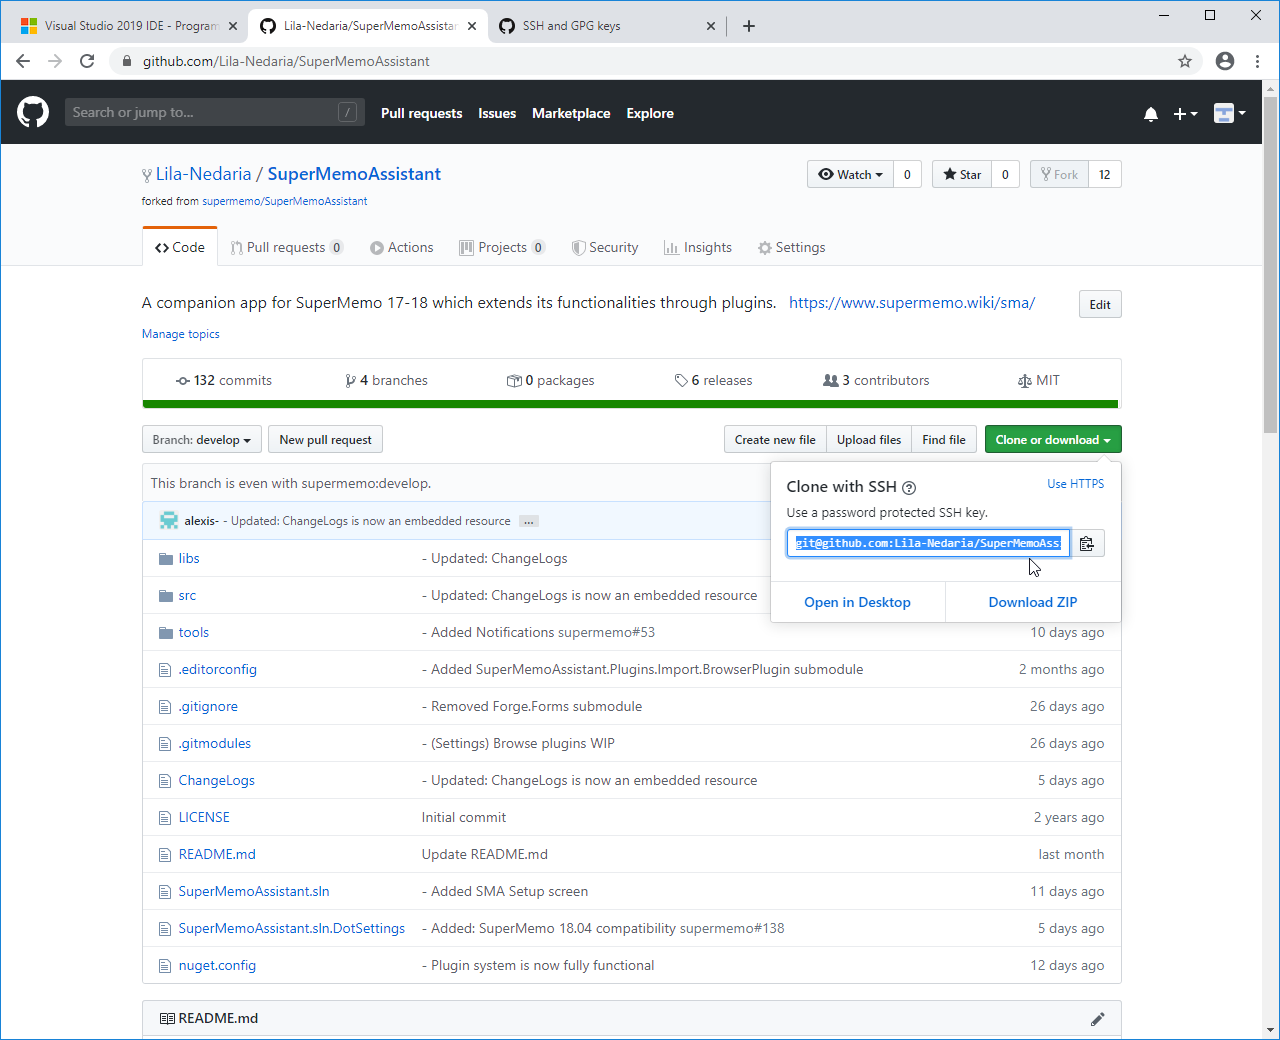 Visual Studio 2019 IDE - Program
Lila-Nedaria/SuperMemoAssistan
SSH and GPG keys
github.com/Lila-Nedaria/SuperMemoAssistant
Search or jump to...
/
Pull requests
Issues
Marketplace
Explore
Lila-Nedaria / SuperMemoAssistant
Watch 0
Star 0
Fork 12
forked from supermemo/SuperMemoAssistant
Code
Pull requests 0
Actions
Projects 0
Security
Insights
Settings
A companion app for SuperMemo 17-18 which extends its functionalities through plugins. https://www.supermemo.wiki/sma/
Edit
Manage topics
132 commits
4 branches
0 packages
6 releases
3 contributors
MIT
Branch: develop
New pull request
Create new file
Upload files
Find file
Clone or download
This branch is even with supermemo:develop.
Clone with SSH
Use HTTPS
Use a password protected SSH key.
git@github.com:Lila-Nedaria/SuperMemoAss
Open in Desktop
Download ZIP
alexis- - Updated: ChangeLogs is now an embedded resource ...
libs - Updated: ChangeLogs
src - Updated: ChangeLogs is now an embedded resource
tools - Added Notifications supermemo#53 10 days ago
.editorconfig - Added SuperMemoAssistant.Plugins.Import.BrowserPlugin submodule 2 months ago
.gitignore - Removed Forge.Forms submodule 26 days ago
.gitmodules - (Settings) Browse plugins WIP 26 days ago
ChangeLogs - Updated: ChangeLogs is now an embedded resource 5 days ago
LICENSE Initial commit 2 years ago
README.md Update README.md last month
SuperMemoAssistant.sln - Added SMA Setup screen 11 days ago
SuperMemoAssistant.sln.DotSettings - Added: SuperMemo 18.04 compatibility supermemo#138 5 days ago
nuget.config - Plugin system is now fully functional 12 days ago
README.md